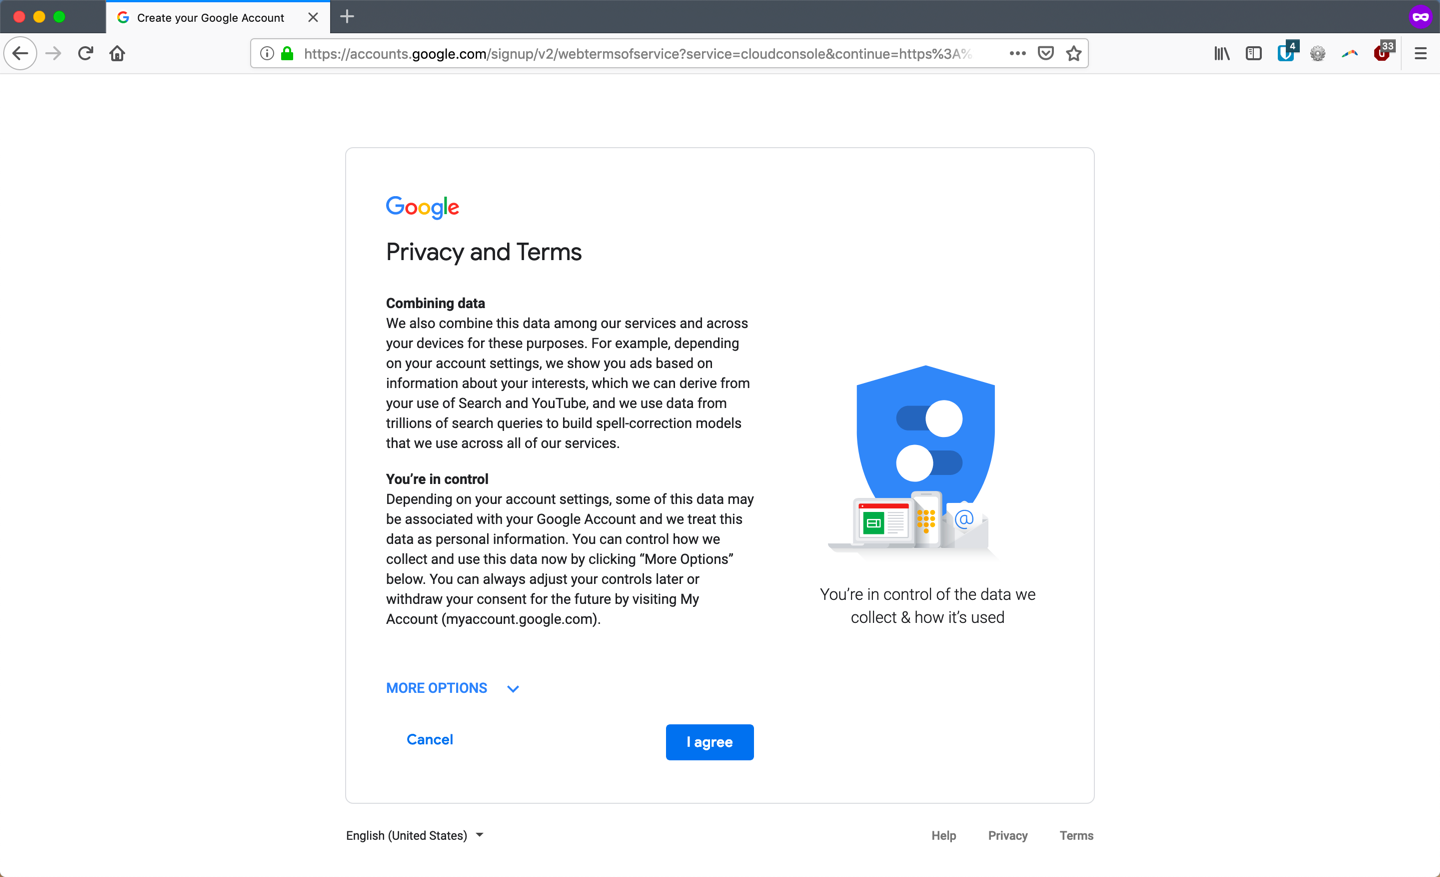 Create your Google Account
https://accounts.google.com/signup/v2/webtermsofservice?service=cloudconsole&continue=https%3A%
4
33
Google
Privacy and Terms
Combining data
We also combine this data among our services and across
your devices for these purposes. For example, depending
on your account settings, we show you ads based on
information about your interests, which we can derive from
your use of Search and YouTube, and we use data from
trillions of search queries to build spell-correction models
that we use across all of our services.
You’re in control
Depending on your account settings, some of this data may
be associated with your Google Account and we treat this
data as personal information. You can control how we
collect and use this data now by clicking “More Options”
below. You can always adjust your controls later or
withdraw your consent for the future by visiting My
Account (myaccount.google.com).
@
You’re in control of the data we
collect & how it’s used
MORE OPTIONS
Cancel
I agree
English (United States)
Help
Privacy
Terms